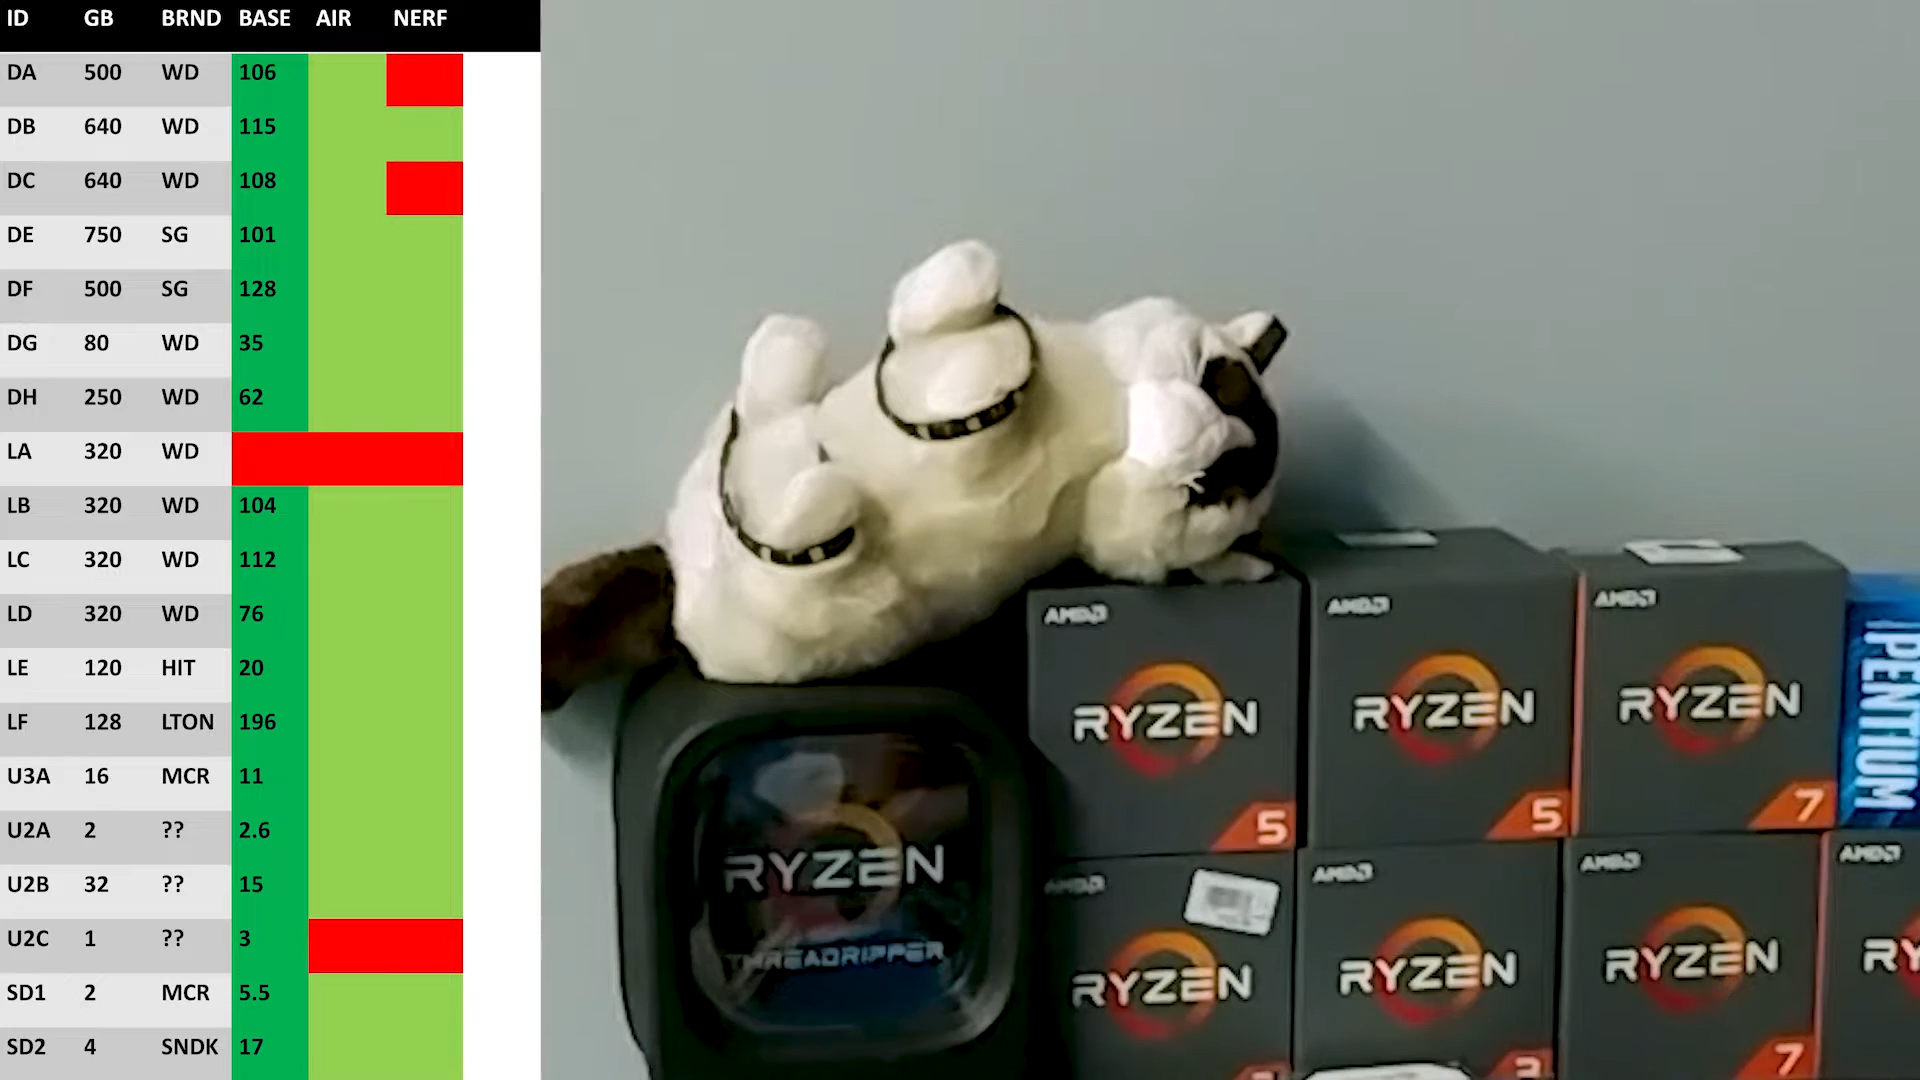 ID GB BRND BASE AIR NERF
DA 500 WD 106
DB 640 WD 115
DC 640 WD 108
DE 750 SG 101
DF 500 SG 128
DG 80 WD 35
DH 250 WD 62
LA 320 WD
LB 320 WD 104
LC 320 WD 112
LD 320 WD 76
LE 120 HIT 20
LF 128 LTON 196
U3A 16 MCR 11
U2A 2 ?? 2.6
U2B 32 ?? 15
U2C 1 ?? 3
SD1 2 MCR 5.5
SD2 4 SNDK 17
AMD
RYZEN
5
AMD
RYZEN
5
AMD
RYZEN
7
PENTIUM
RYZEN
THREADRIPPER
AMD
RYZEN
AMD
RYZEN
3
AMD
RYZEN
7
AMD
RY